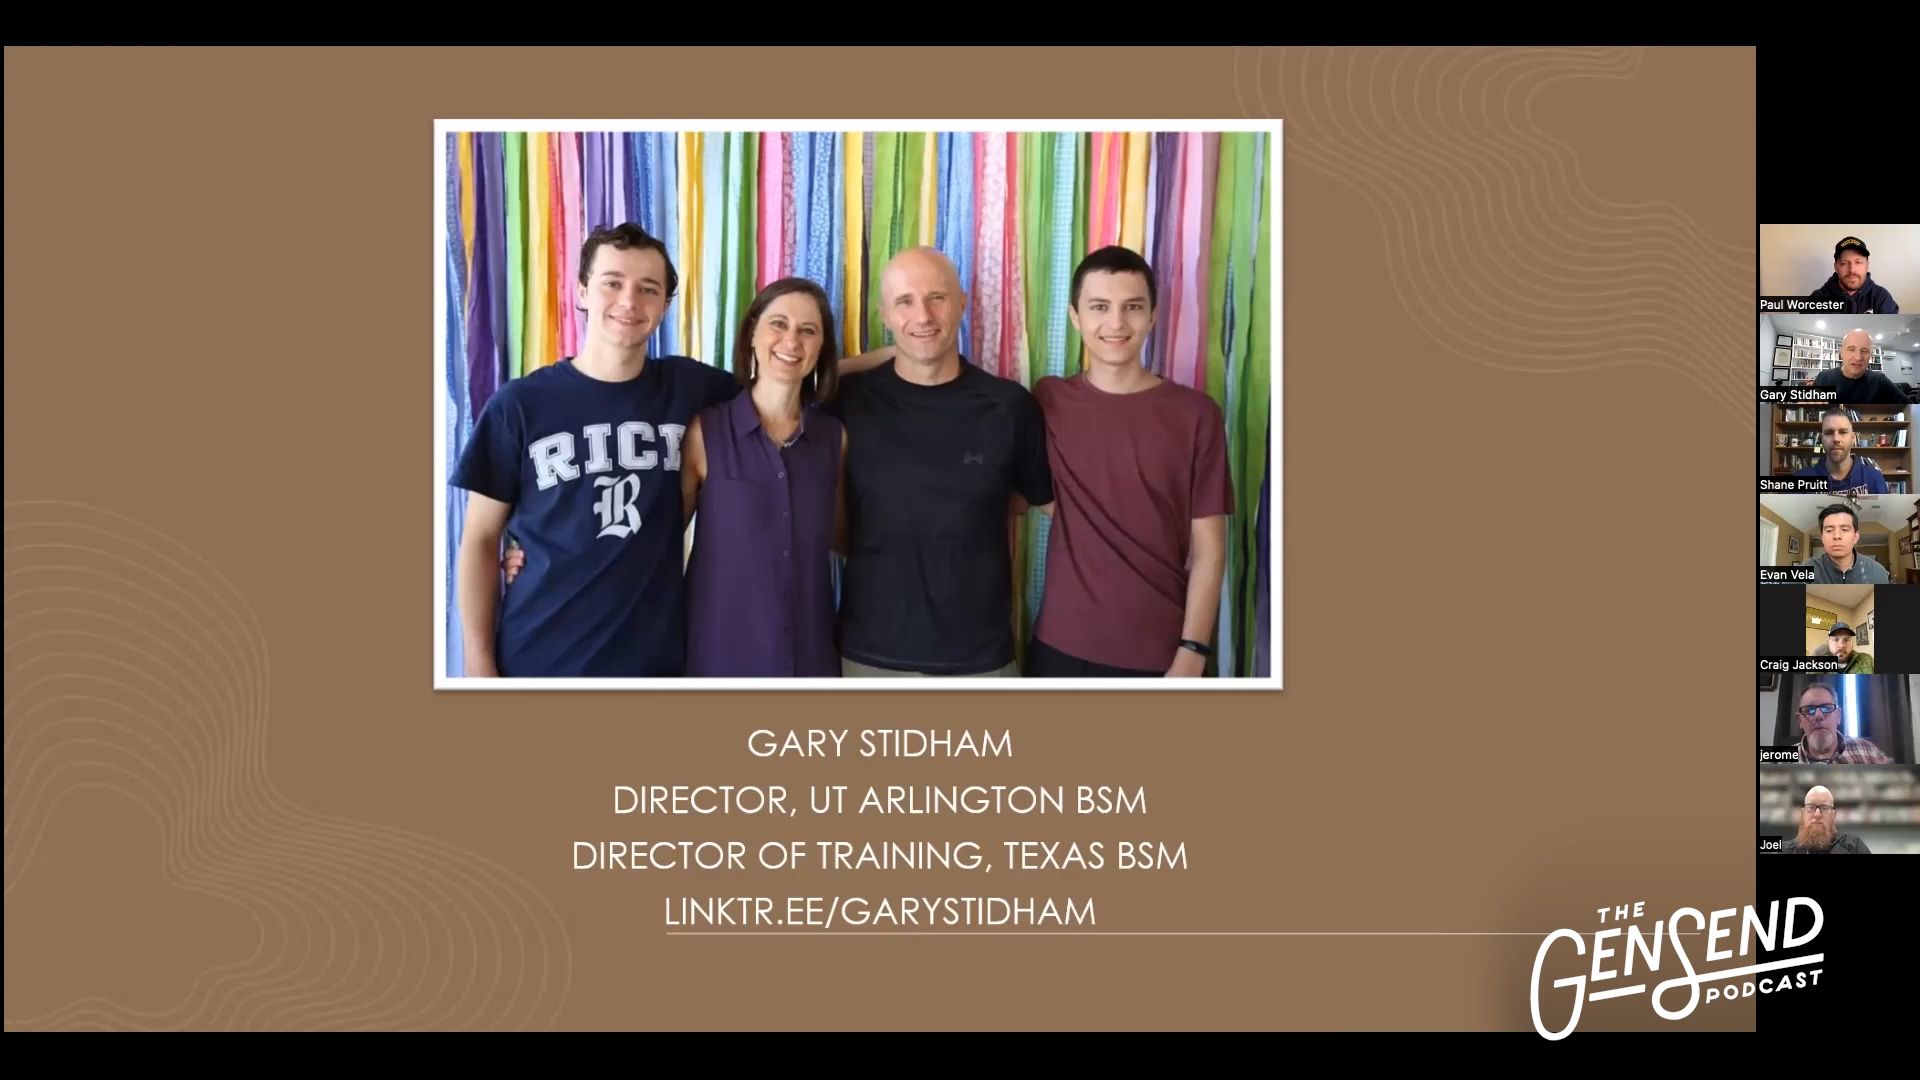 RICE
R
GARY STIDHAM
DIRECTOR, UT ARLINGTON BSM
DIRECTOR OF TRAINING, TEXAS BSM
LINKTR.EE/GARYSTIDHAM
Paul Worcester
Gary Stidham
Shane Pruitt
Evan Vela
Craig Jackson
jerome
Joel
THE
GENSEND
PODCAST